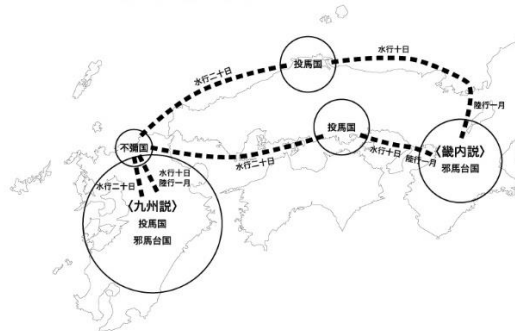 水行二十日
投馬国
水行十日
陸行一月
投馬国
不彌国
水行二十日
水行十日
陸行一月
〈畿内説〉
邪馬台国
水行二十日
水行十日
陸行一月
〈九州説〉
投馬国
邪馬台国